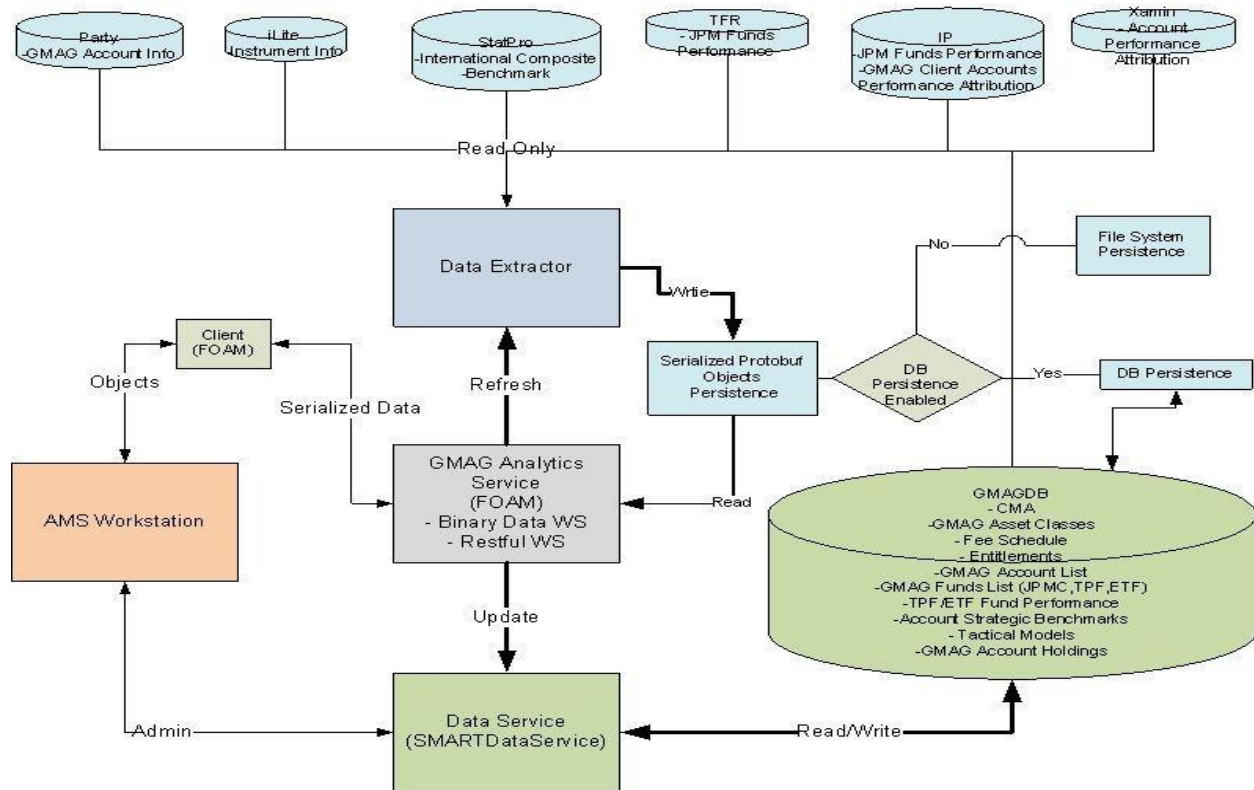 Party
-GMAG Account Info
iLite
Instrument Info
StatPro
-International Composite
-Benchmark
TFR
- JPM Funds
Performance
IP
-JPM Funds Performance
-GMAG Client Accounts
Performance Attribution
Xamin
- Account
Performance
Attribution
Read Only
Data Extractor
Wrtie
No
File System
Persistence
Client
(FOAM)
Objects
Serialized Data
Refresh
Serialized Protobuf
Objects
Persistence
DB
Persistence
Enabled
Yes
DB Persistence
AMS Workstation
GMAG Analytics
Service
(FOAM)
- Binary Data WS
- Restful WS
Read
GMAGDB
- CMA
-GMAG Asset Classes
- Fee Schedule
- Entitlements
-GMAG Account List
-GMAG Funds List (JPMC,TPF,ETF)
-TPF/ETF Fund Performance
-Account Strategic Benchmarks
-Tactical Models
-GMAG Account Holdings
Update
Admin
Data Service
(SMARTDataService)
Read/Write